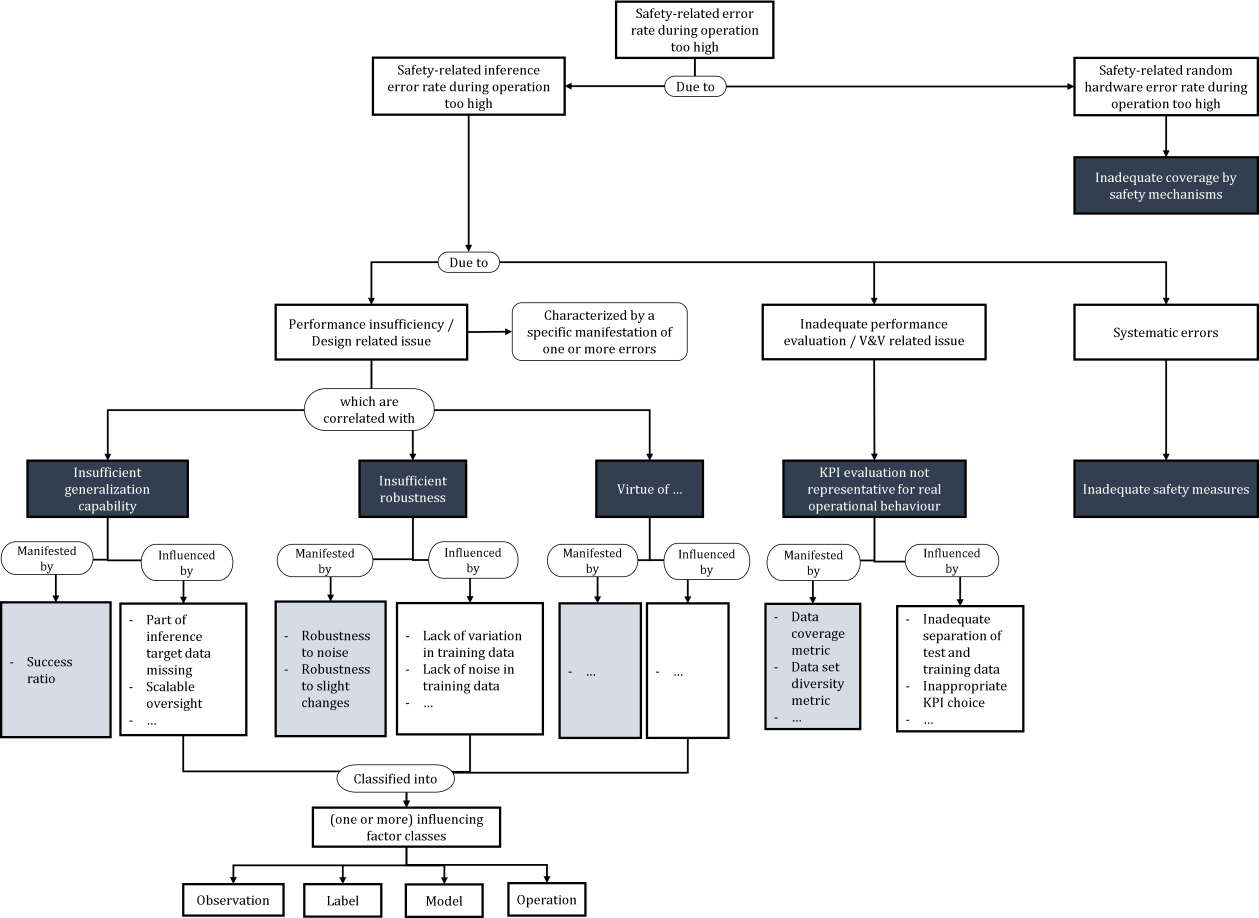 Safety-related error
rate during operation
too high
Safety-related inference
error rate during operation
too high
Due to
Safety-related random
hardware error rate during
operation too high
Inadequate coverage by
safety mechanisms
Due to
Performance insufficiency /
Design related issue
Characterized by a
specific manifestation of
one or more errors
Inadequate performance
evaluation / V&V related issue
Systematic errors
which are
correlated with
Insufficient
generalization
capability
Insufficient
robustness
Virtue of ...
KPI evaluation not
representative for real
operational behaviour
Inadequate safety measures
Manifested
by
Influenced
by
Manifested
by
Influenced
by
Manifested
by
Influenced
by
Manifested
by
Influenced
by
- Success
ratio
- Part of
inference
target data
missing
- Scalable
oversight
- ...
- Robustness
to noise
- Robustness
to slight
changes
- Lack of variation
in training data
- Lack of noise in
training data
- ...
- ...
- ...
- Data
coverage
metric
- Data set
diversity
metric
- ...
- Inadequate
separation of
test and
training data
- Inappropriate
KPI choice
- ...
Classified into
(one or more) influencing
factor classes
Observation
Label
Model
Operation